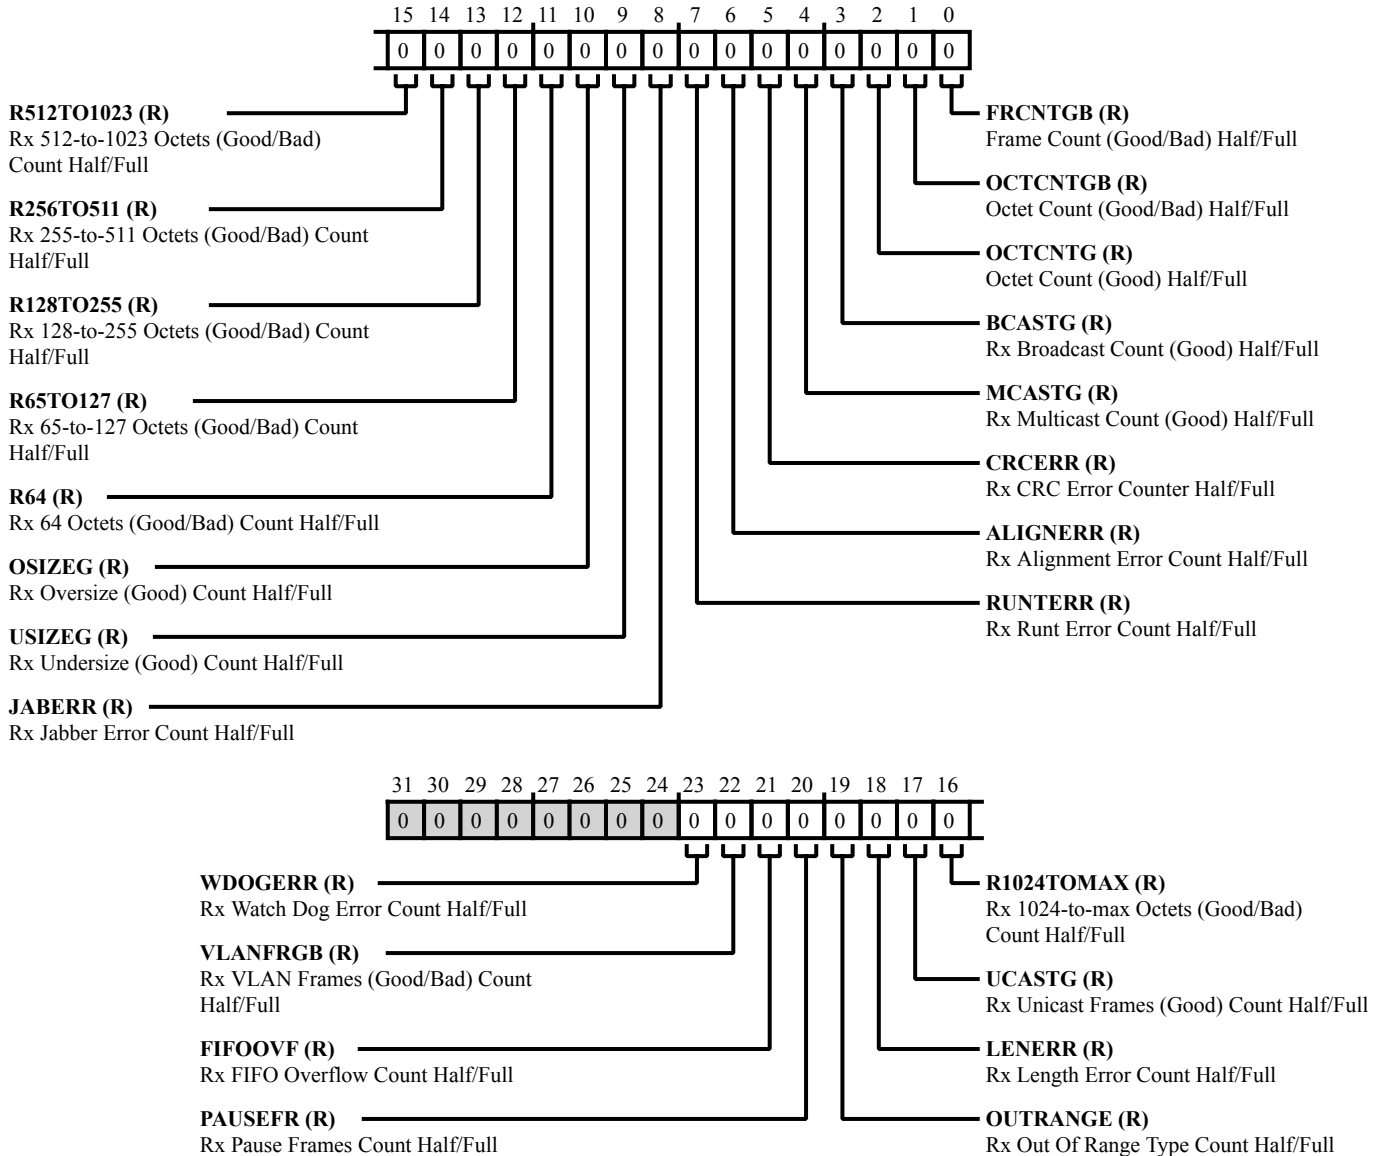 15 14 13 12 11 10 9 8 7 6 5 4 3 2 1 0
0 0 0 0 0 0 0 0 0 0 0 0 0 0 0 0
R512TO1023 (R)
Rx 512-to-1023 Octets (Good/Bad)
Count Half/Full
R256TO511 (R)
Rx 255-to-511 Octets (Good/Bad) Count
Half/Full
R128TO255 (R)
Rx 128-to-255 Octets (Good/Bad) Count
Half/Full
R65TO127 (R)
Rx 65-to-127 Octets (Good/Bad) Count
Half/Full
R64 (R)
Rx 64 Octets (Good/Bad) Count Half/Full
OSIZEG (R)
Rx Oversize (Good) Count Half/Full
USIZEG (R)
Rx Undersize (Good) Count Half/Full
JABERR (R)
Rx Jabber Error Count Half/Full
FRCNTGB (R)
Frame Count (Good/Bad) Half/Full
OCTCNTGB (R)
Octet Count (Good/Bad) Half/Full
OCTCNTG (R)
Octet Count (Good) Half/Full
BCASTG (R)
Rx Broadcast Count (Good) Half/Full
MCASTG (R)
Rx Multicast Count (Good) Half/Full
CRCERR (R)
Rx CRC Error Counter Half/Full
ALIGNERR (R)
Rx Alignment Error Count Half/Full
RUNTERR (R)
Rx Runt Error Count Half/Full
31 30 29 28 27 26 25 24 23 22 21 20 19 18 17 16
0 0 0 0 0 0 0 0 0 0 0 0 0 0 0 0
WDOGERR (R)
Rx Watch Dog Error Count Half/Full
VLANFRGB (R)
Rx VLAN Frames (Good/Bad) Count
Half/Full
FIFOOVF (R)
Rx FIFO Overflow Count Half/Full
PAUSEFR (R)
Rx Pause Frames Count Half/Full
R1024TOMAX (R)
Rx 1024-to-max Octets (Good/Bad)
Count Half/Full
UCASTG (R)
Rx Unicast Frames (Good) Count Half/Full
LENERR (R)
Rx Length Error Count Half/Full
OUTRANGE (R)
Rx Out Of Range Type Count Half/Full